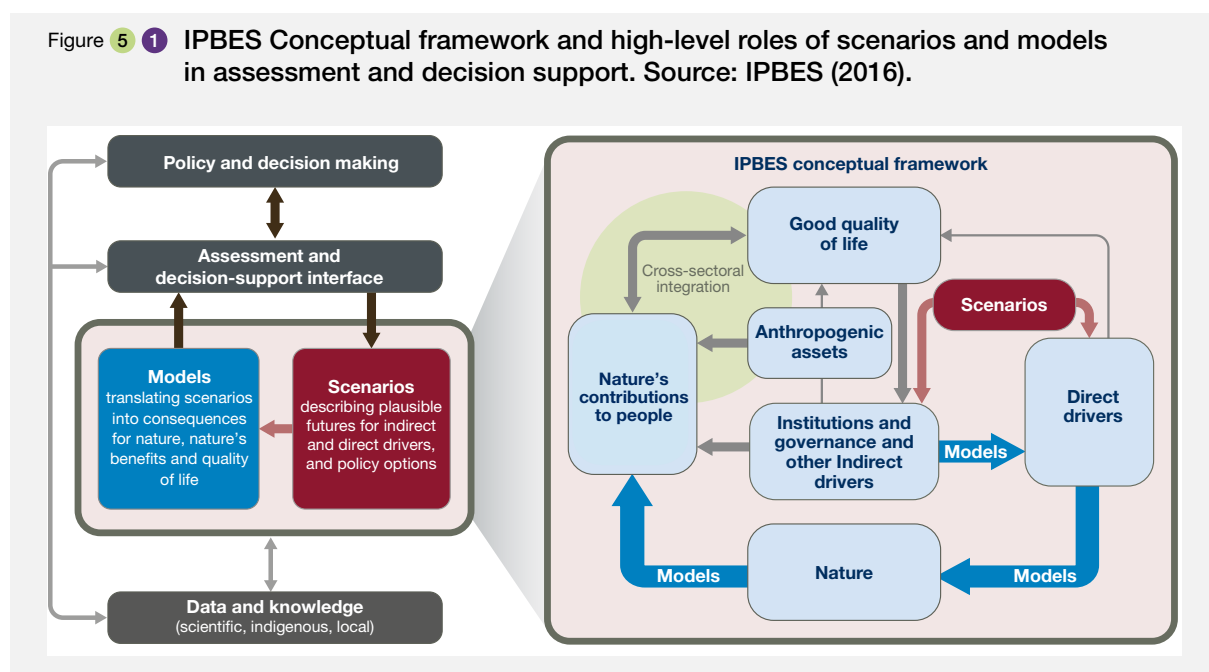 Figure 5 1 IPBES Conceptual framework and high-level roles of scenarios and models
in assessment and decision support. Source: IPBES (2016).
Policy and decision making
Assessment and
decision-support interface
Models
translating scenarios
into consequences
for nature, nature's
benefits and quality
of life
Scenarios
describing plausible
futures for indirect
and direct drivers,
and policy options
Data and knowledge
(scientific, indigenous, local)
IPBES conceptual framework
Good quality
of life
Cross-sectoral
integration
Scenarios
Anthropogenic
assets
Nature's
contributions
to people
Direct
drivers
Institutions and
governance and
other Indirect
drivers
Models
Models
Nature
Models